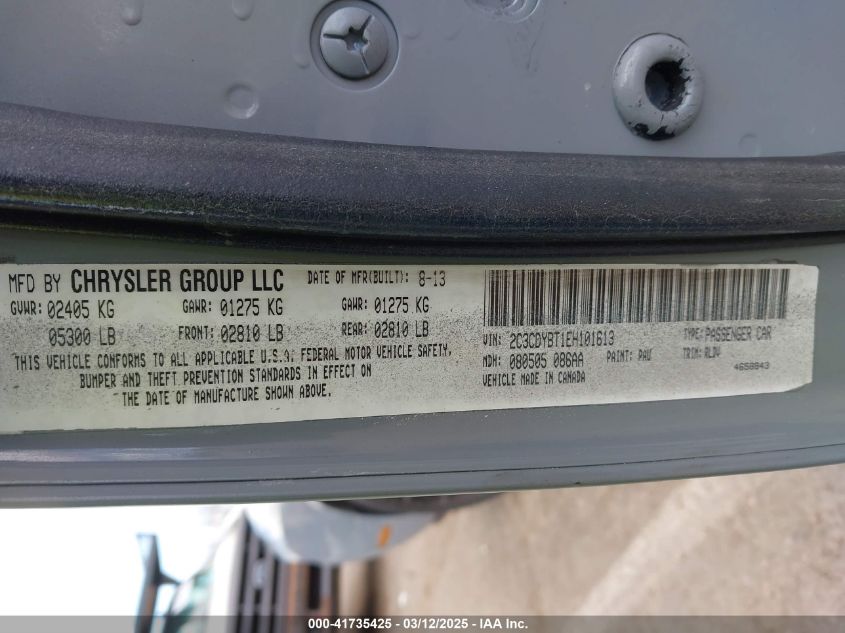 MFD BY CHRYSLER GROUP LLC DATE OF MFR(BUILT): 8-13
GVWR: 02405 KG GAWR: 01275 KG GAWR: 01275 KG
05300 LB FRONT: 02810 LB REAR: 02810 LB
THIS VEHICLE CONFORMS TO ALL APPLICABLE U.S.A. FEDERAL MOTOR VEHICLE SAFETY,
BUMPER AND THEFT PREVENTION STANDARDS IN EFFECT ON
THE DATE OF MANUFACTURE SHOWN ABOVE.
VIN: 2C3CDYBT1EH101613 TYPE: PASSENGER CAR
MDH: 080505 086AA PAINT: PAU TRIM: RLDV
VEHICLE MADE IN CANADA 4658843
000-41735425 - 03/12/2025 - IAA Inc.